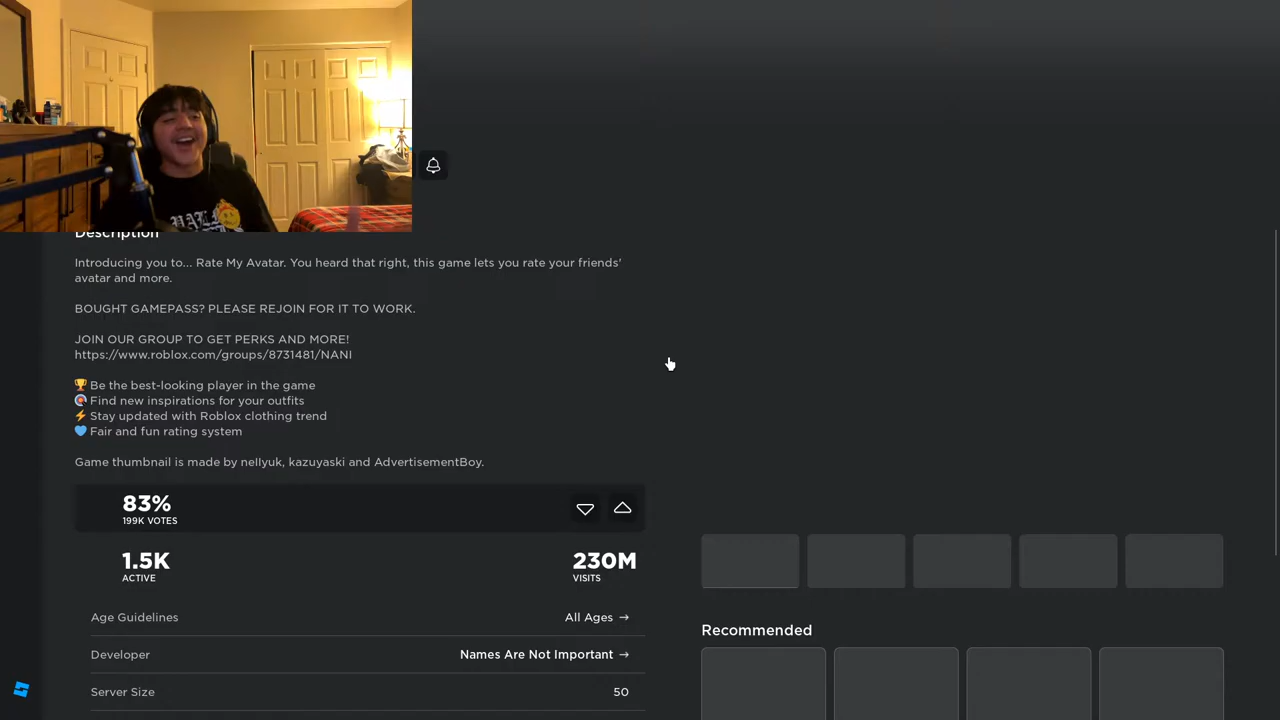 Description
Introducing you to... Rate My Avatar. You heard that right, this game lets you rate your friends'
avatar and more.
BOUGHT GAMEPASS? PLEASE REJOIN FOR IT TO WORK.
JOIN OUR GROUP TO GET PERKS AND MORE!
https://www.roblox.com/groups/8731481/NANI
🏆 Be the best-looking player in the game
🎯 Find new inspirations for your outfits
⚡ Stay updated with Roblox clothing trend
💙 Fair and fun rating system
Game thumbnail is made by nellyuk, kazuyaski and AdvertisementBoy.
83%
199K VOTES
1.5K
ACTIVE
230M
VISITS
Age Guidelines
All Ages →
Developer
Names Are Not Important →
Server Size
50
Recommended